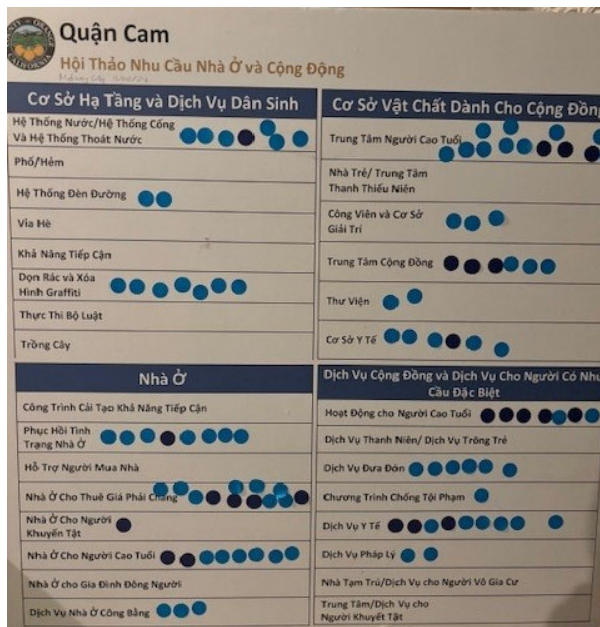 COUNTY OF ORANGE
CALIFORNIA
Quận Cam
Hội Thảo Nhu Cầu Nhà Ở và Cộng Động
Cơ Sở Hạ Tầng và Dịch Vụ Dân Sinh
Hệ Thống Nước/Hệ Thống Cống
Và Hệ Thống Thoát Nước
Phố/Hẻm
Hệ Thống Đèn Đường
Vỉa Hè
Khả Năng Tiếp Cận
Dọn Rác và Xóa
Hình Graffiti
Thực Thi Bộ Luật
Trồng Cây
Cơ Sở Vật Chất Dành Cho Cộng Đồng
Trung Tâm Người Cao Tuổi
Nhà Trẻ/ Trung Tâm
Thanh Thiếu Niên
Công Viên và Cơ Sở
Giải Trí
Trung Tâm Cộng Đồng
Thư Viện
Cơ Sở Y Tế
Nhà Ở
Công Trình Cải Tạo Khả Năng Tiếp Cận
Phục Hồi Tình
Trạng Nhà Ở
Hỗ Trợ Người Mua Nhà
Nhà Ở Cho Thuê Giá Phải Chăng
Nhà Ở Cho Người
Khuyến Tật
Nhà Ở Cho Người Cao Tuổi
Nhà Ở cho Gia Đình Đông Người
Dịch Vụ Nhà Ở Công Bằng
Dịch Vụ Cộng Đồng và Dịch Vụ Cho Người Có Nhu
Cầu Đặc Biệt
Hoạt Động cho Người Cao Tuổi
Dịch Vụ Thanh Niên/ Dịch Vụ Trông Trẻ
Dịch Vụ Đưa Đón
Chương Trình Chống Tội Phạm
Dịch Vụ Y Tế
Dịch Vụ Pháp Lý
Nhà Tạm Trú/Dịch Vụ cho Người Vô Gia Cư
Trung Tâm/Dịch Vụ cho
Người Khuyết Tật